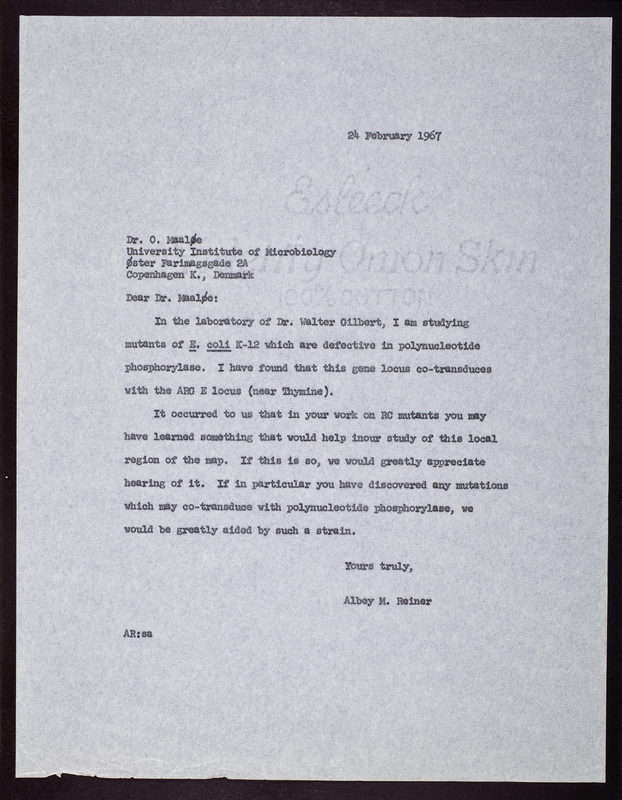 24 February 1967
Esleeck
Onion Skin
Dr. O. Maaløe
University Institute of Microbiology
Øster Farimagsgade 2A
Copenhagen K., Denmark
Dear Dr. Maaløe:
In the laboratory of Dr. Walter Gilbert, I am studying
mutants of E. coli K-12 which are defective in polynucleotide
phosphorylase. I have found that this gene locus co-transduces
with the ARG E locus (near Thymine).
It occurred to us that in your work on RC mutants you may
have learned something that would help inour study of this local
region of the map. If this is so, we would greatly appreciate
hearing of it. If in particular you have discovered any mutations
which may co-transduce with polynucleotide phosphorylase, we
would be greatly aided by such a strain.
Yours truly,
Albey M. Reiner
AR:sa